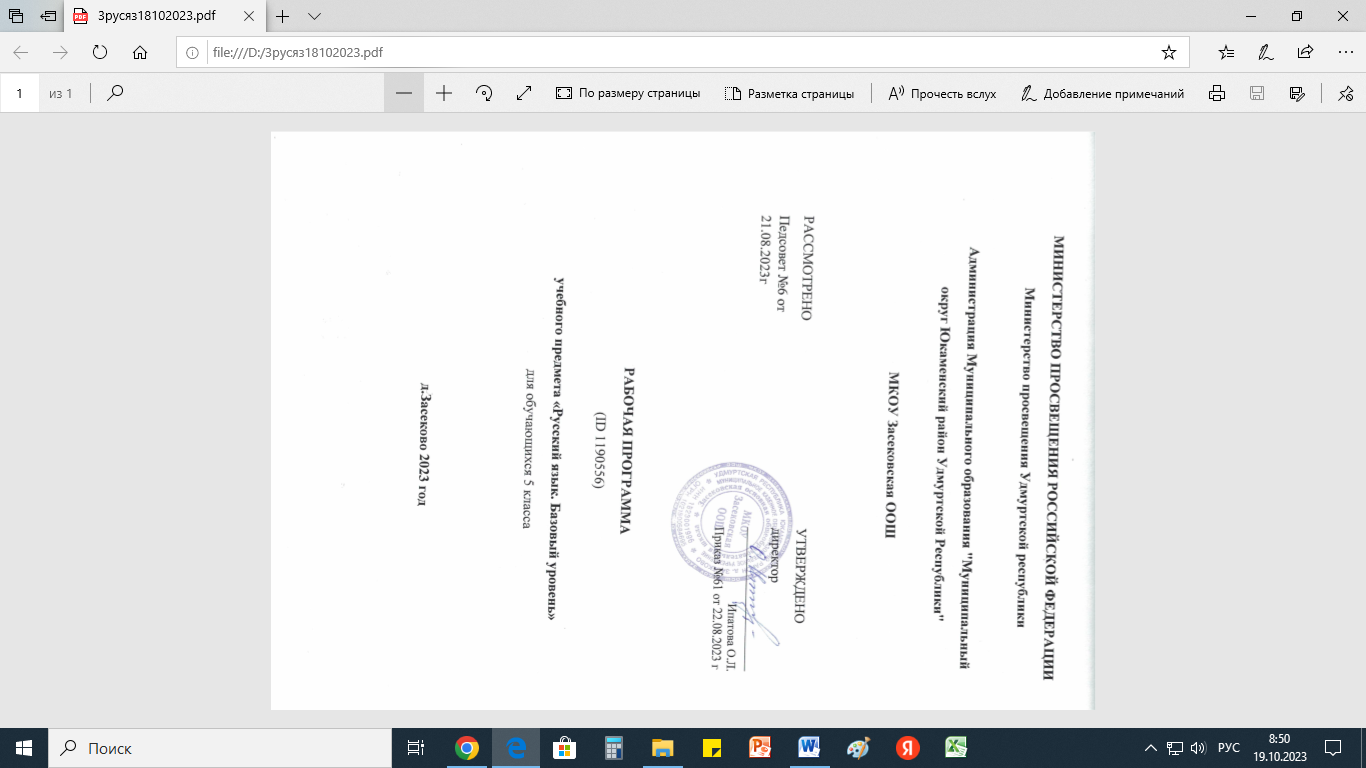 3русяз18102023.pdf
file:///D:/3русяз18102023.pdf
1 из 1
По размеру страницы
Разметка страницы
Прочесть вслух
Добавление примечаний
МИНИСТЕРСТВО ПРОСВЕЩЕНИЯ РОССИЙСКОЙ ФЕДЕРАЦИИ
Министерство просвещения Удмуртской республики
Администрация Муниципального образования "Муниципальный
округ Юкаменский район Удмуртской Республики"
МКОУ Засековская ООШ
РАССМОТРЕНО
Педсовет №6 от
21.08.2023г
УТВЕРЖДЕНО
директор
Ипатова О.Л.
Приказ №61 от 22.08.2023 г
МКОУ
Засековская
ООШ
РАБОЧАЯ ПРОГРАММА
(ID 1190556)
учебного предмета «Русский язык. Базовый уровень»
для обучающихся 5 класса
д.Засеково 2023 год
Поиск
РУС
8:50
19.10.2023